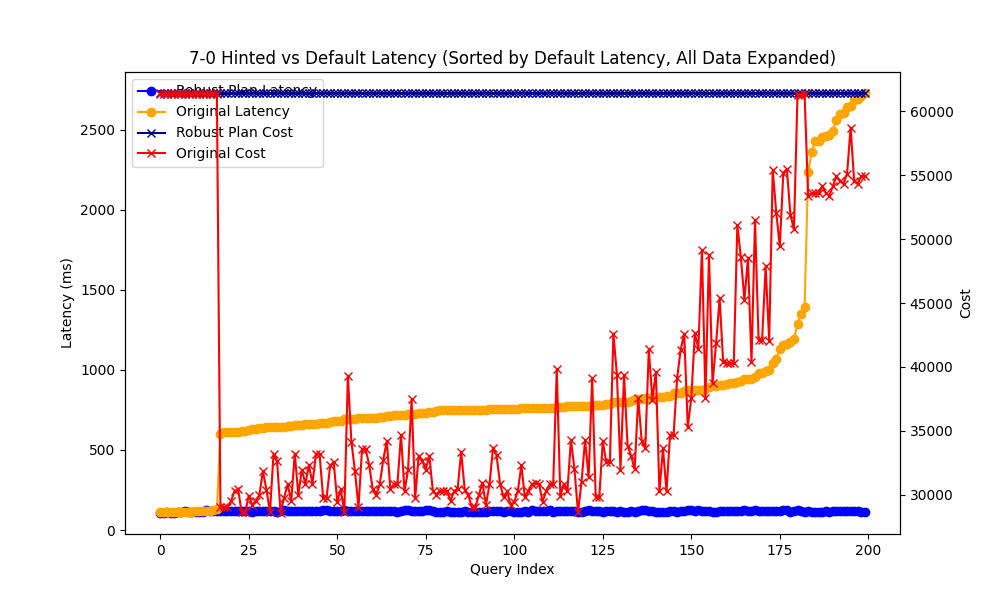 7-0 Hinted vs Default Latency (Sorted by Default Latency, All Data Expanded)
Robust Plan Latency
Original Latency
Robust Plan Cost
Original Cost
Latency (ms)
2500
2000
1500
1000
500
0
0 25 50 75 100 125 150 175 200
Query Index
60000
55000
50000
45000
40000
35000
30000
Cost